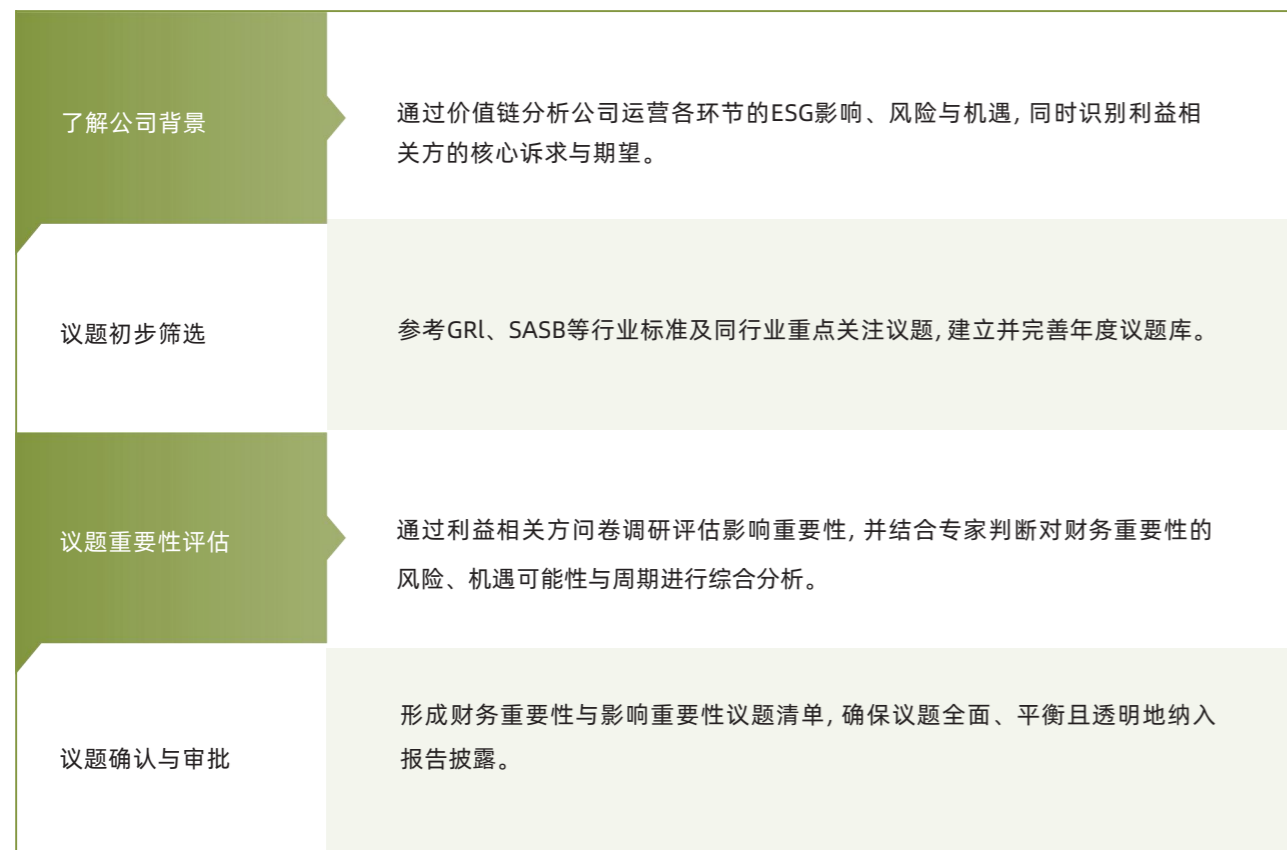 了解公司背景
通过价值链分析公司运营各环节的ESG影响、风险与机遇, 同时识别利益相
关方的核心诉求与期望。
议题初步筛选
参考GRl、SASB等行业标准及同行业重点关注议题, 建立并完善年度议题库。
议题重要性评估
通过利益相关方问卷调研评估影响重要性, 并结合专家判断对财务重要性的
风险、机遇可能性与周期进行综合分析。
议题确认与审批
形成财务重要性与影响重要性议题清单, 确保议题全面、平衡且透明地纳入
报告披露。